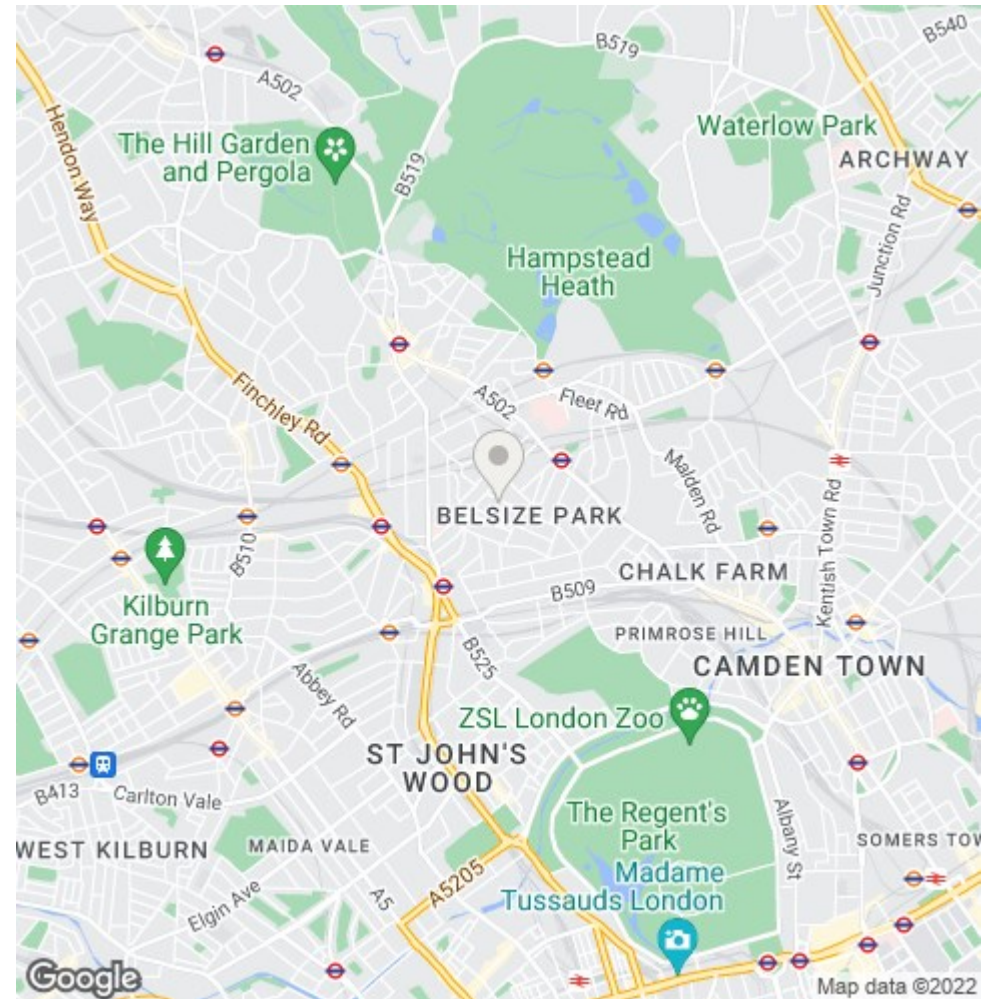 B540
B519
A502
Waterlow Park
The Hill Garden
and Pergola
ARCHWAY
B519
Hendon Way
Junction Rd
Hampstead
Heath
Finchley Rd
A502
Fleet Rd
Malden Rd
Kentish Town Rd
BELSIZE PARK
B510
CHALK FARM
B509
Kilburn
Grange Park
PRIMROSE HILL
B525
CAMDEN TOWN
Abbey Rd
ZSL London Zoo
ST JOHN'S
WOOD
B413
Carlton Vale
The Regent's
Park
Albany St
WEST KILBURN
MAIDA VALE
SOMERS TOW
Madame
Tussauds London
A5205
Elgin Ave
A5
Google
Map data ©2022